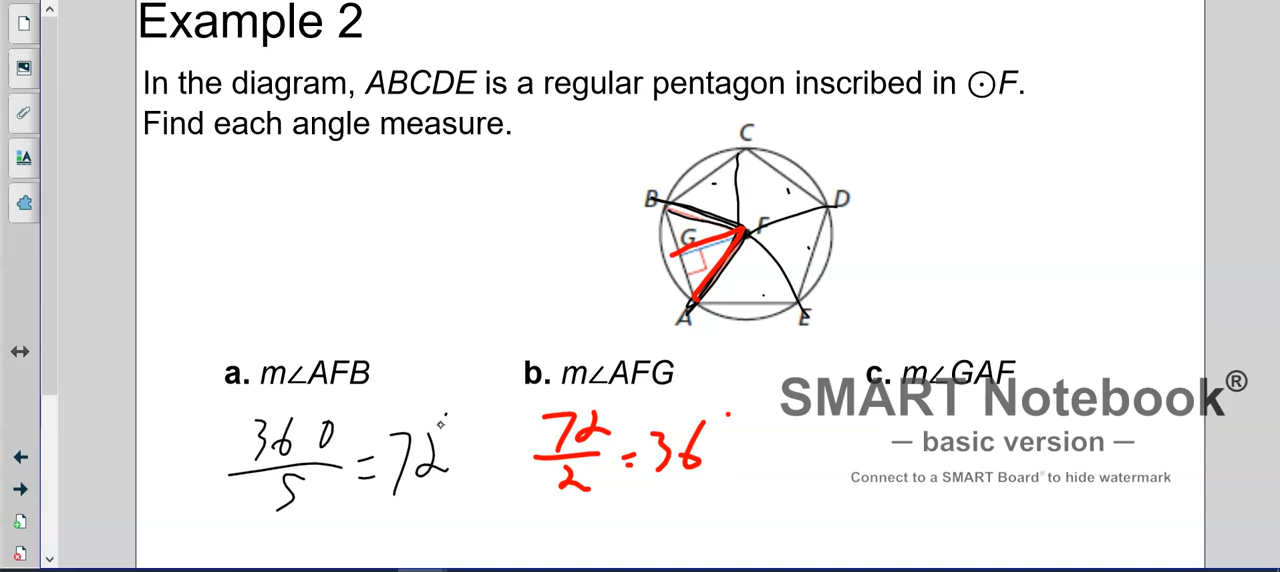 Example 2
In the diagram, ABCDE is a regular pentagon inscribed in ⊙F.
Find each angle measure.
C
B
D
F
G
A
E
a. m∠AFB
b. m∠AFG
c. m∠GAF
360/5 = 72°
72/2 = 36°
SMART Notebook®
— basic version —
Connect to a SMART Board® to hide watermark